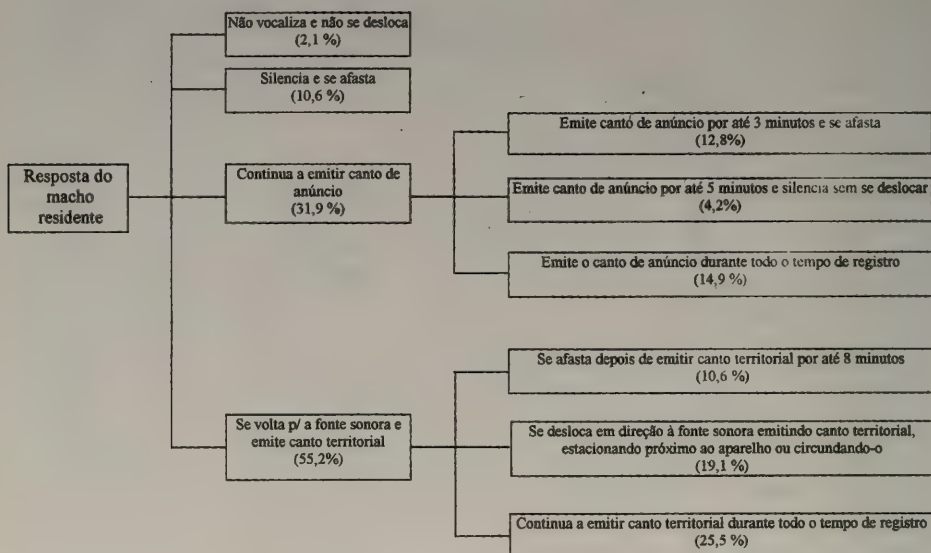 Não vocaliza e não se desloca
(2,1 %)
Silencia e se afasta
(10,6 %)
Resposta do
macho
residente
Continua a emitir canto de
anúncio
(31,9 %)
Emite canto de anúncio por até 3 minutos e se afasta
(12,8%)
Emite canto de anúncio por até 5 minutos e silencia sem se deslocar
(4,2%)
Emite o canto de anúncio durante todo o tempo de registro
(14,9 %)
Se volta p/ a fonte sonora e
emite canto territorial
(55,2%)
Se afasta depois de emitir canto territorial por até 8 minutos
(10,6 %)
Se desloca em direção à fonte sonora emitindo canto territorial,
estacionando próximo ao aparelho ou circundando-o
(19,1 %)
Continua a emitir canto territorial durante todo o tempo de registro
(25,5 %)